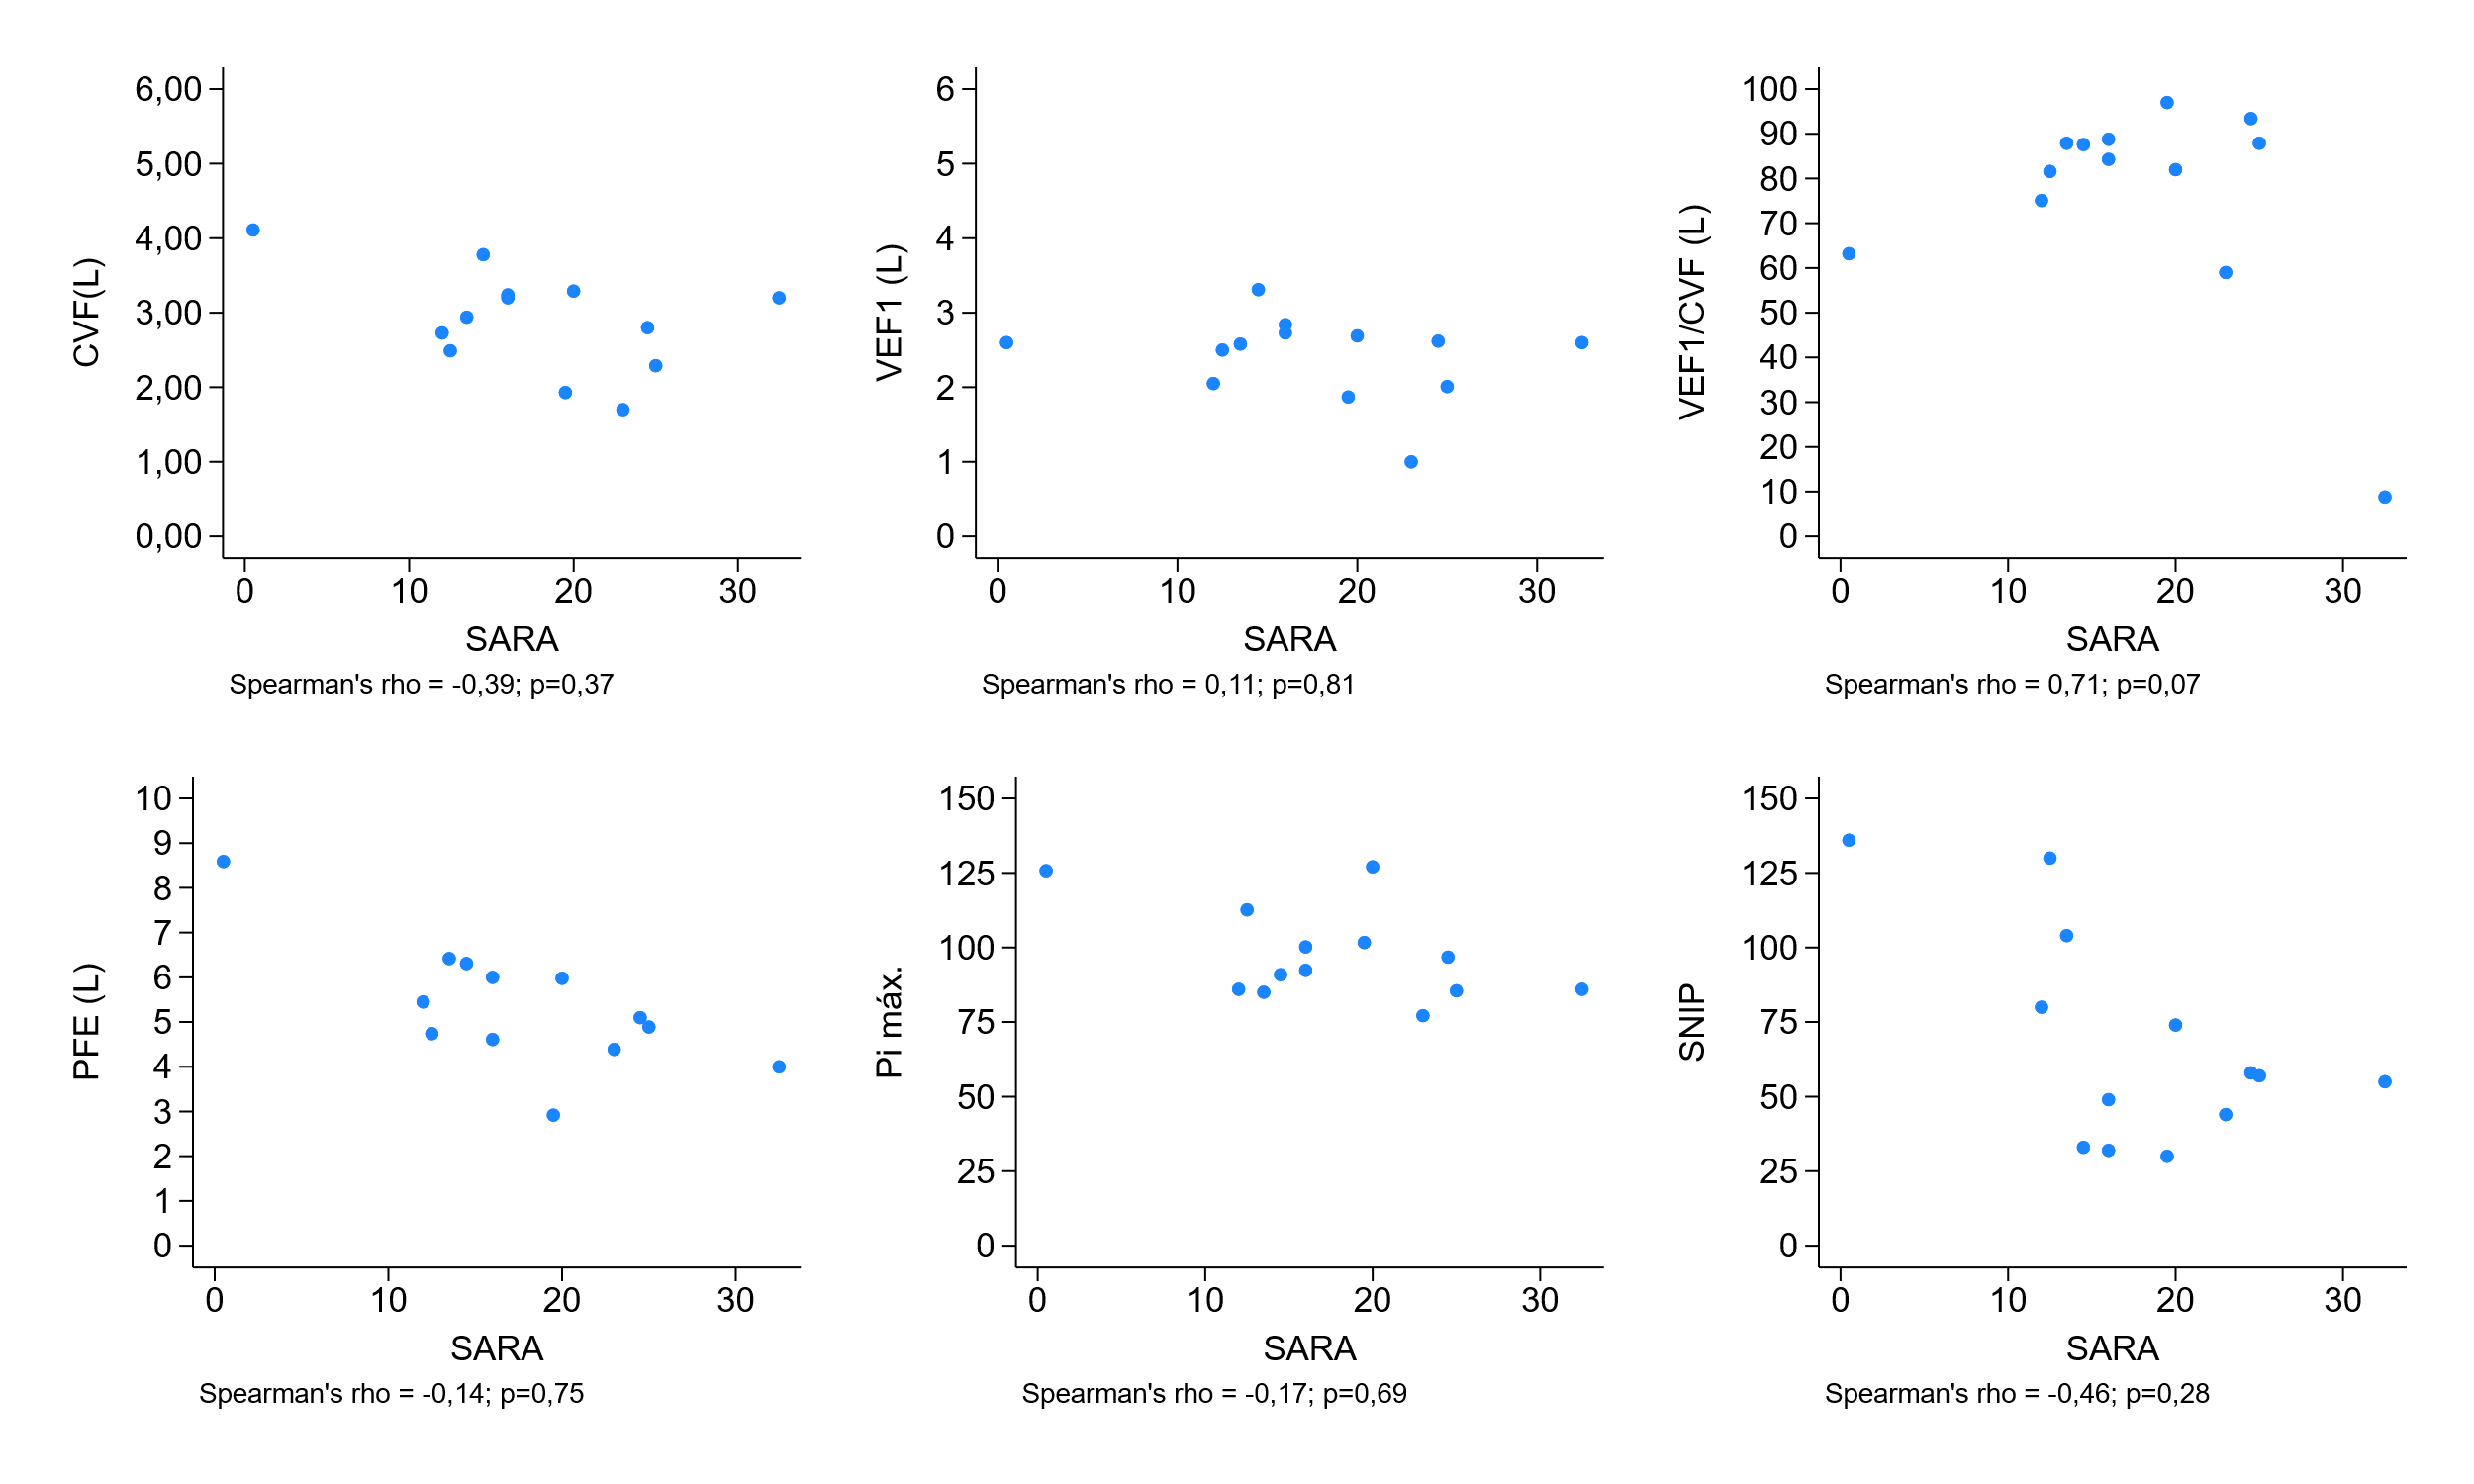 CVF(L)
6,00
5,00
4,00
3,00
2,00
1,00
0,00
0 10 20 30
SARA
Spearman's rho = -0,39; p=0,37
VEF1 (L)
6
5
4
3
2
1
0
0 10 20 30
SARA
Spearman's rho = 0,11; p=0,81
VEF1/CVF (L)
100
90
80
70
60
50
40
30
20
10
0
0 10 20 30
SARA
Spearman's rho = 0,71; p=0,07
PFE (L)
10
9
8
7
6
5
4
3
2
1
0
0 10 20 30
SARA
Spearman's rho = -0,14; p=0,75
Pi máx.
150
125
100
75
50
25
0
0 10 20 30
SARA
Spearman's rho = -0,17; p=0,69
SNIP
150
125
100
75
50
25
0
0 10 20 30
SARA
Spearman's rho = -0,46; p=0,28